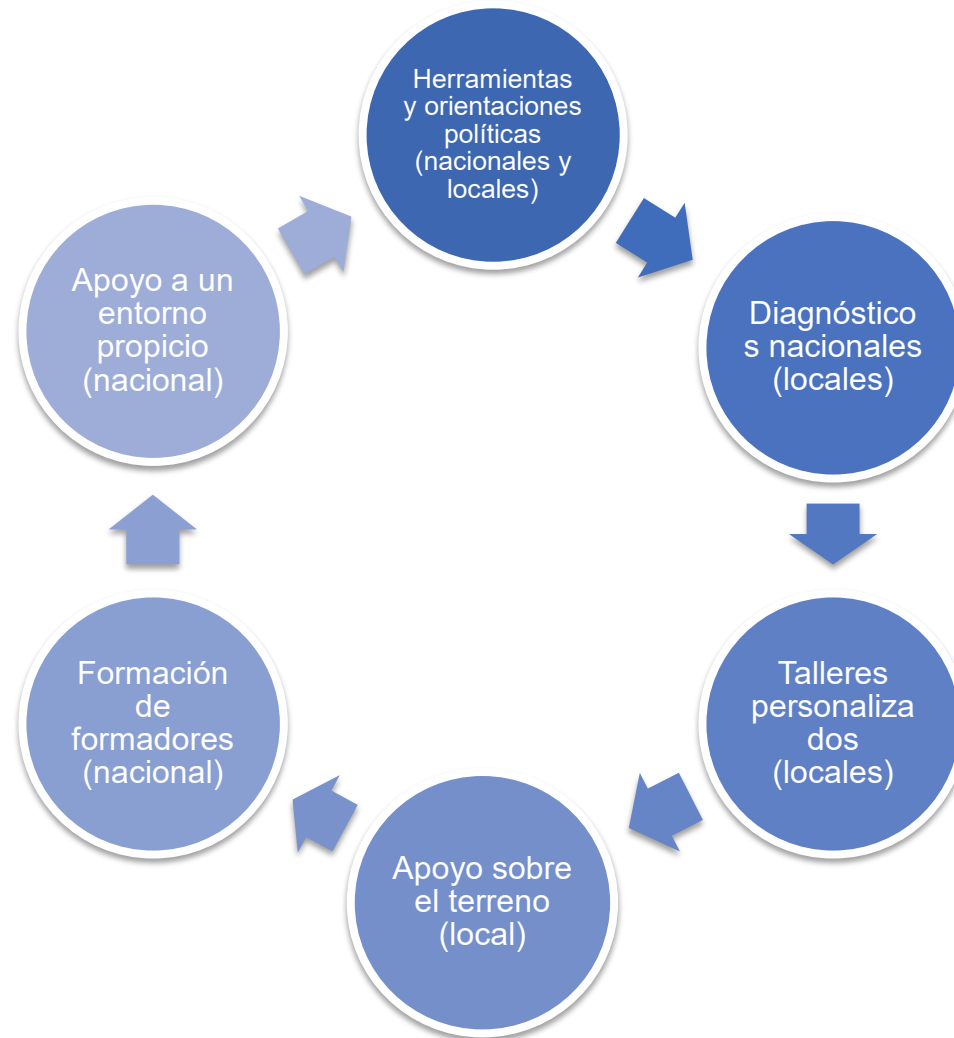 Herramientas
y orientaciones
políticas
(nacionales y
locales)
Diagnóstico
s nacionales
(locales)
Talleres
personaliza
dos
(locales)
Apoyo sobre
el terreno
(local)
Formación
de
formadores
(nacional)
Apoyo a un
entorno
propicio
(nacional)